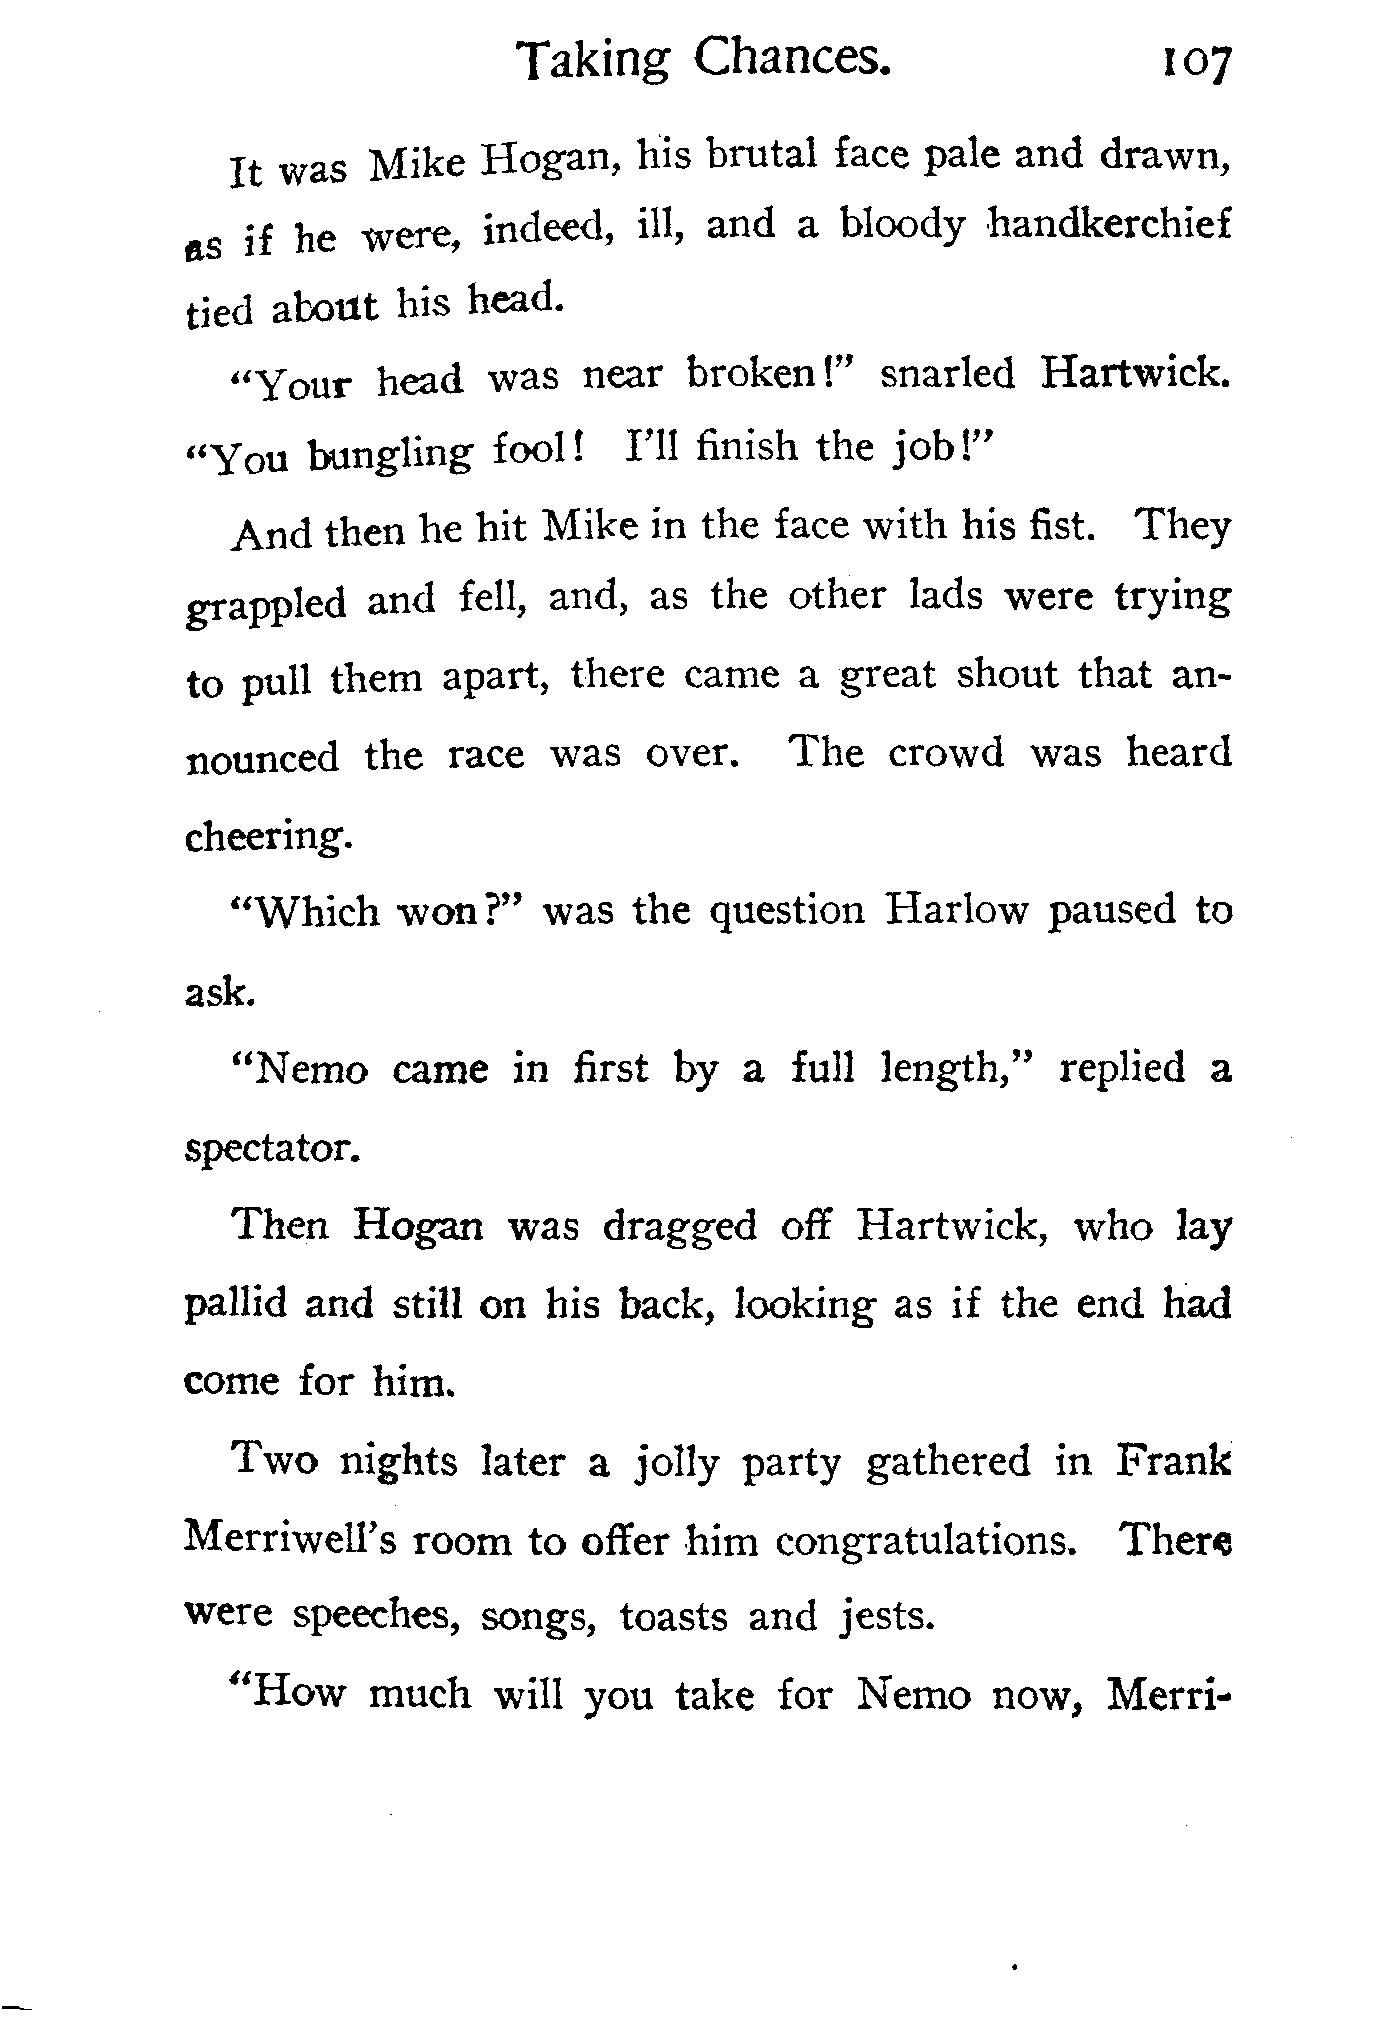 Taking Chances. 107
It was Mike Hogan, his brutal face pale and drawn,
as if he were, indeed, ill, and a bloody handkerchief
tied about his head.
"Your head was near broken!" snarled Hartwick.
"You bungling fool! I'll finish the job!"
And then he hit Mike in the face with his fist. They
grappled and fell, and, as the other lads were trying
to pull them apart, there came a great shout that an-
nounced the race was over. The crowd was heard
cheering.
"Which won?" was the question Harlow paused to
ask.
"Nemo came in first by a full length," replied a
spectator.
Then Hogan was dragged off Hartwick, who lay
pallid and still on his back, looking as if the end had
come for him.
Two nights later a jolly party gathered in Frank
Merriwell's room to offer him congratulations. There
were speeches, songs, toasts and jests.
"How much will you take for Nemo now, Merri-